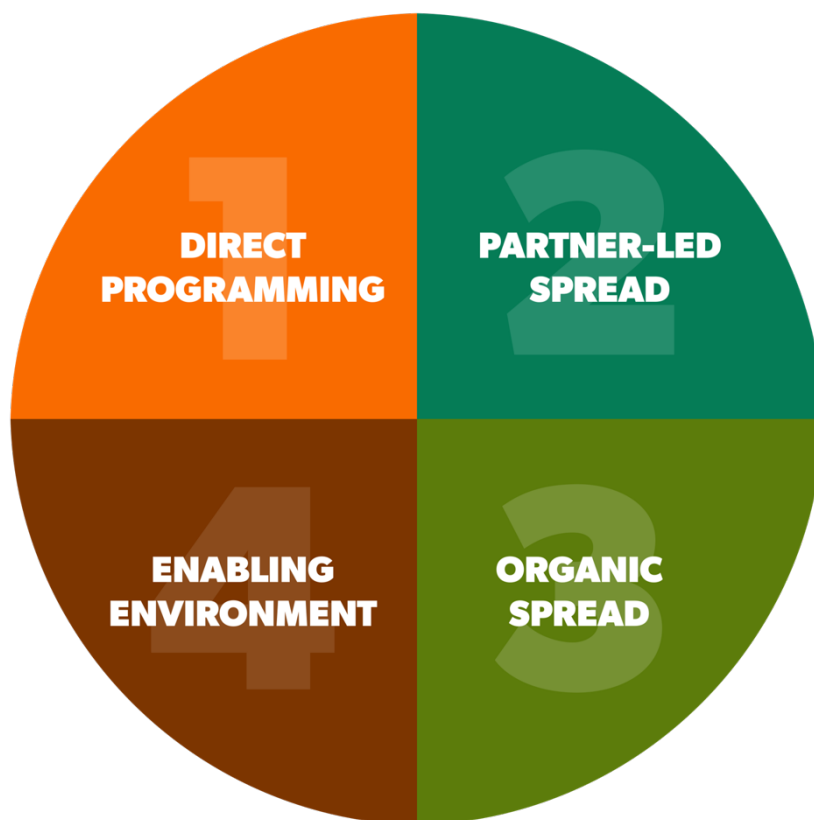 1
DIRECT
PROGRAMMING
2
PARTNER-LED
SPREAD
3
ORGANIC
SPREAD
4
ENABLING
ENVIRONMENT